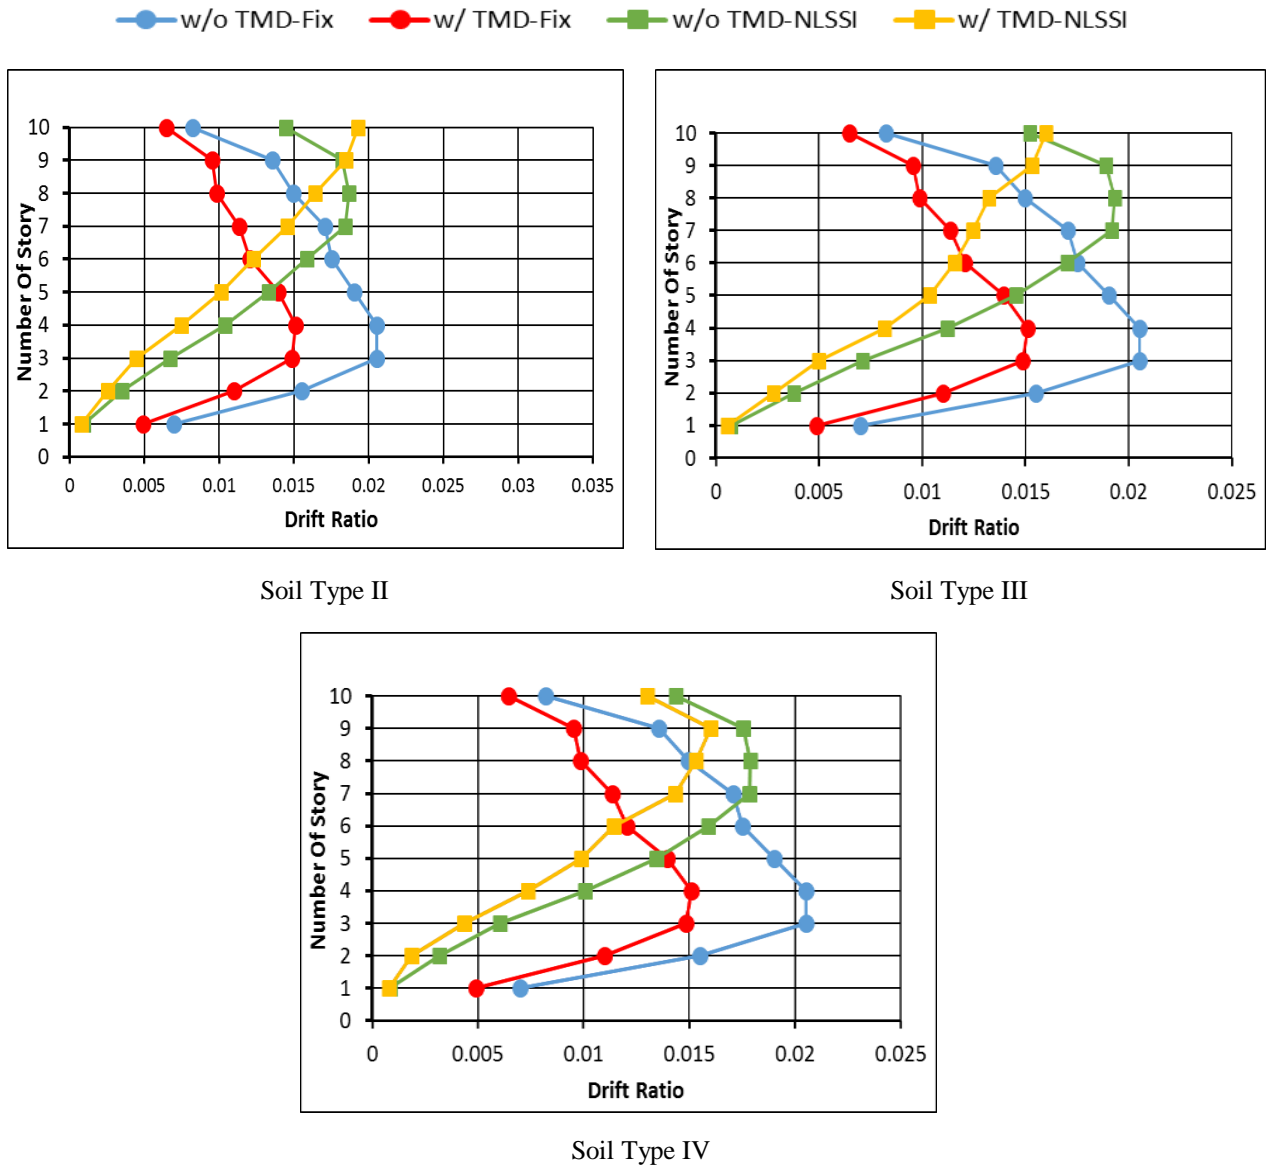 w/o TMD-Fix w/ TMD-Fix w/o TMD-NLSSI w/ TMD-NLSSI
Number Of Story
10
9
8
7
6
5
4
3
2
1
0
0 0.005 0.01 0.015 0.02 0.025 0.03 0.035
Drift Ratio
Soil Type II
Number Of Story
10
9
8
7
6
5
4
3
2
1
0
0 0.005 0.01 0.015 0.02 0.025
Drift Ratio
Soil Type III
Number Of Story
10
9
8
7
6
5
4
3
2
1
0
0 0.005 0.01 0.015 0.02 0.025
Drift Ratio
Soil Type IV